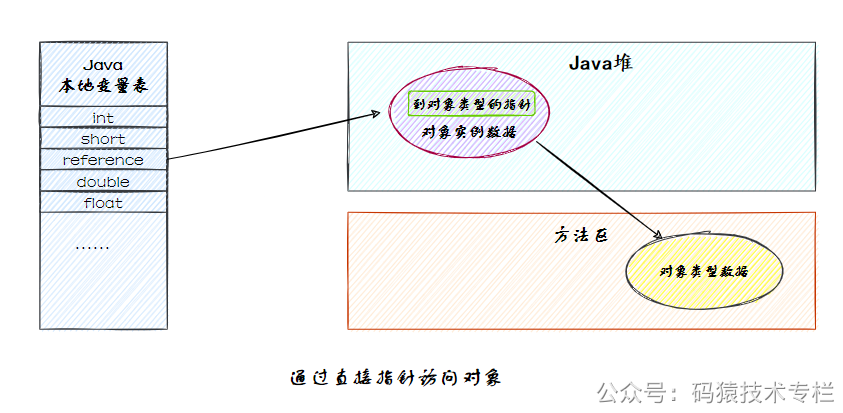 Java
本地变量表
int
short
reference
double
float
......
Java堆
到对象类型的指针
对象实例数据
方法区
对象类型数据
通过直接指针访问对象
公众号：码猿技术专栏